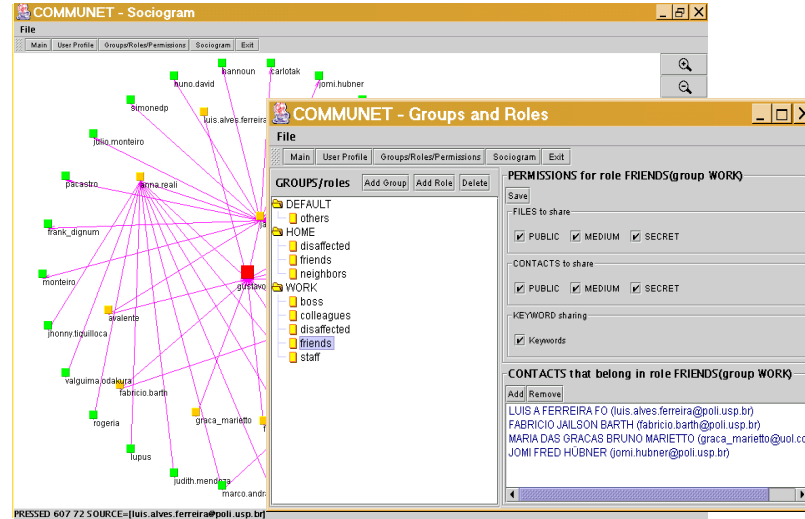 COMMUNET - Sociogram
File
Main User Profile Groups/Roles/Permissions Sociogram Exit
hannoun
carlotak
nuno.david
jomi.hubner
simonedp
luis.alves.ferreira
julio.monteiro
pacastro
anna.reali
frank_dignum
gustavo
monteiro
avalente
jhonny.tiguilloca
valguima.odakura
fabricio.barth
rogeria
graca_marietto
lupus
judith.mendoza
marco.andr
PRESSED 607 72 SOURCE=[luis.alves.ferreira@poli.usp.br]
COMMUNET - Groups and Roles
File
Main User Profile Groups/Roles/Permissions Sociogram Exit
GROUPS/roles Add Group Add Role Delete
DEFAULT
others
HOME
disaffected
friends
neighbors
WORK
boss
colleagues
disaffected
friends
staff
PERMISSIONS for role FRIENDS(group WORK)
Save
FILES to share
PUBLIC MEDIUM SECRET
CONTACTS to share
PUBLIC MEDIUM SECRET
KEYWORD sharing
Keywords
CONTACTS that belong in role FRIENDS(group WORK)
Add Remove
LUIS A FERREIRA FO (luis.alves.ferreira@poli.usp.br)
FABRICIO JAILSON BARTH (fabricio.barth@poli.usp.br)
MARIA DAS GRACAS BRUNO MARIETTO (graca_marietto@uol.co
JOMI FRED HÜBNER (jomi.hubner@poli.usp.br)